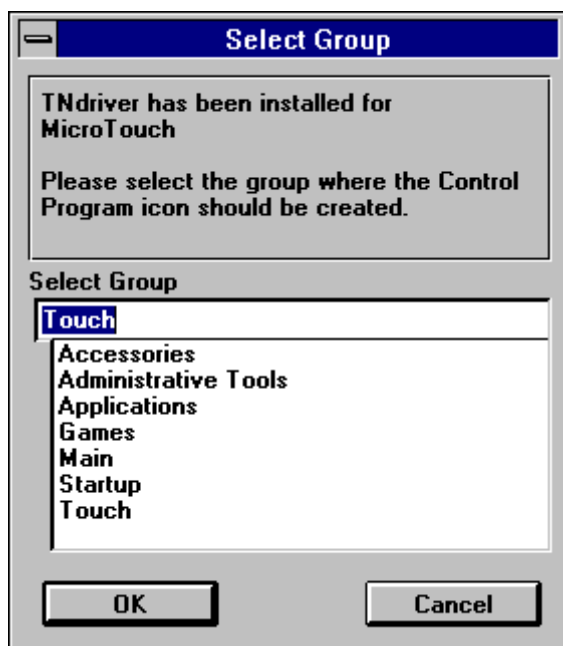 Select Group
TNdriver has been installed for
MicroTouch
Please select the group where the Control
Program icon should be created.
Select Group
Touch
Accessories
Administrative Tools
Applications
Games
Main
Startup
Touch
OK
Cancel